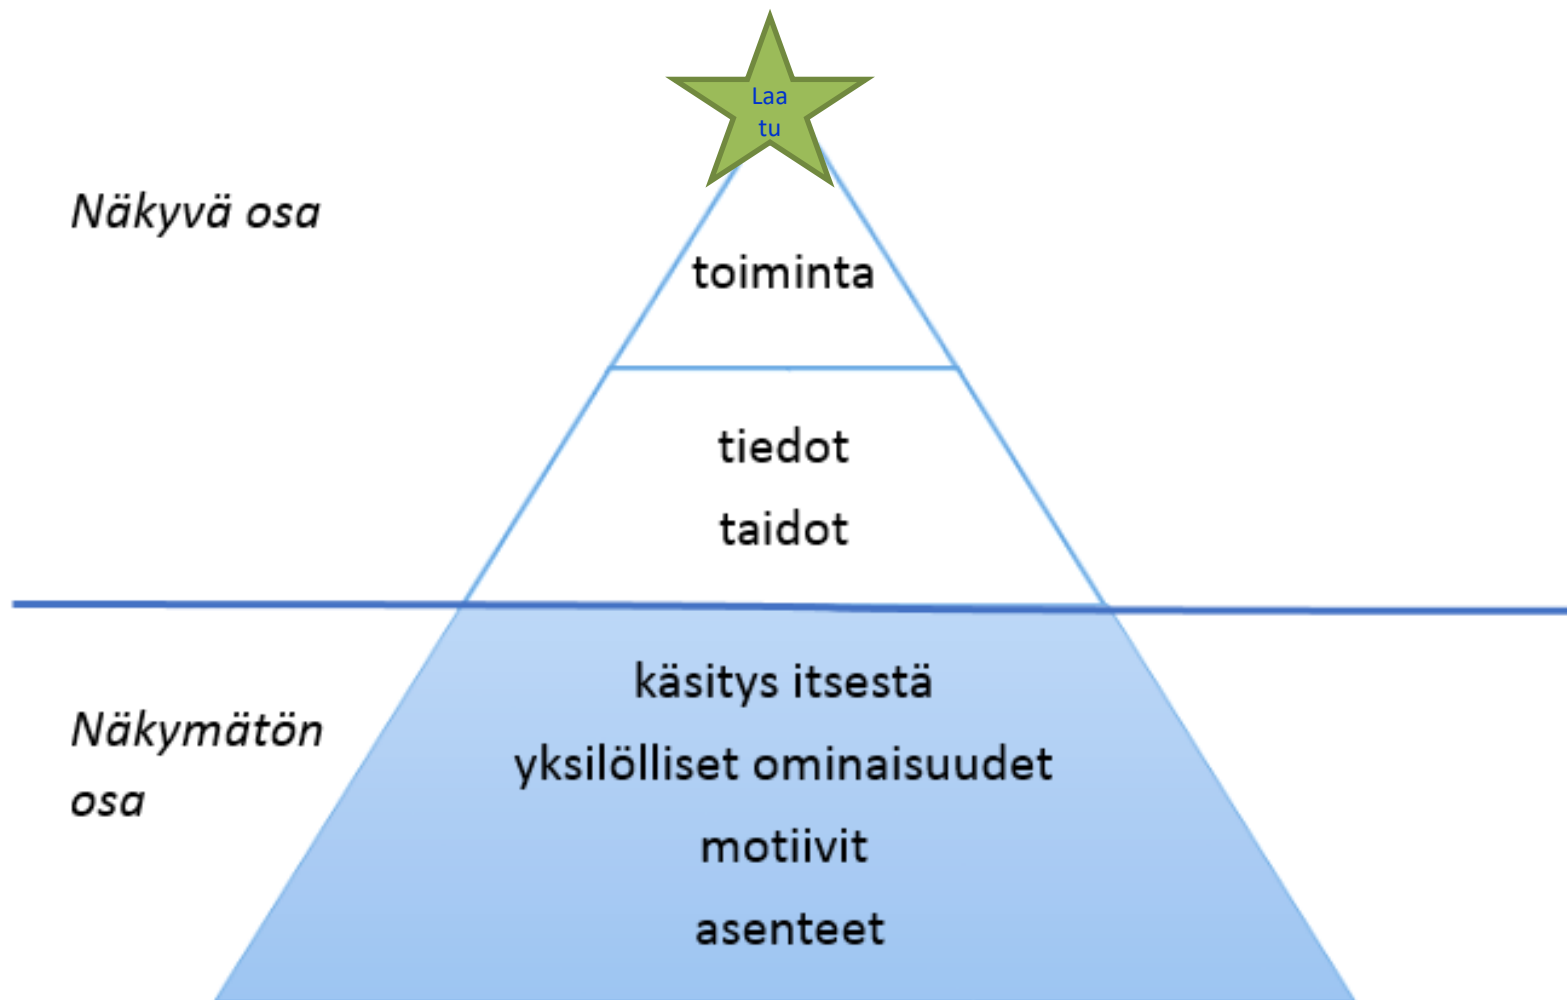 Laa
tu
Näkyvä osa
toiminta
tiedot
taidot
käsitys itsestä
Näkymätön
osa
yksilölliset ominaisuudet
motiivit
asenteet